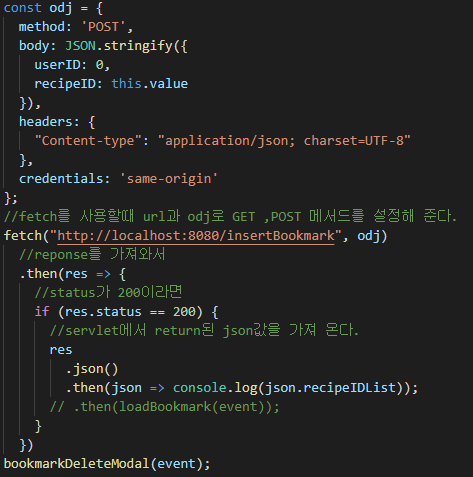 const odj = {
  method: 'POST',
  body: JSON.stringify({
    userID: 0,
    recipeID: this.value
  }),
  headers: {
    "Content-type": "application/json; charset=UTF-8"
  },
  credentials: 'same-origin'
};
//fetch를 사용할때 url과 odj로 GET ,POST 메서드를 설정해 준다.
fetch("http://localhost:8080/insertBookmark", odj)
  //reponse를 가져와서
  .then(res => {
    //status가 200이라면
    if (res.status == 200) {
      //servlet에서 return된 json값을 가져 온다.
      res
        .json()
        .then(json => console.log(json.recipeIDList));
      // .then(loadBookmark(event));
    }
  })
bookmarkDeleteModal(event);